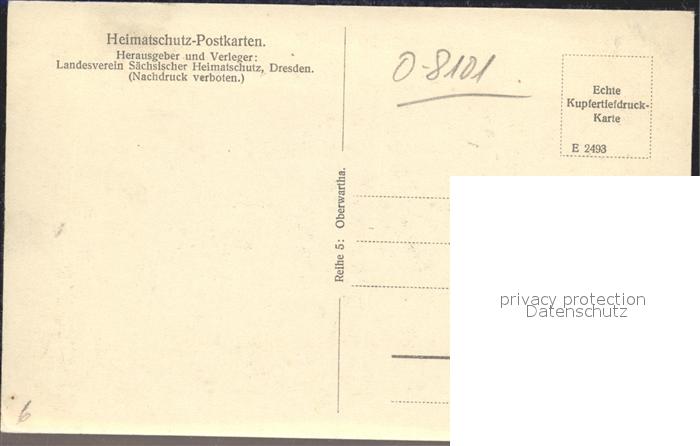 Heimatschutz-Postkarten.
Herausgeber und Verleger:
Landesverein Sächsischer Heimatschutz, Dresden.
(Nachdruck verboten.)
O-8101
Echte
Kupfertiefdruck-
Karte
E 2493
Reihe 5: Oberwartha.
privacy protection
Datenschutz
6